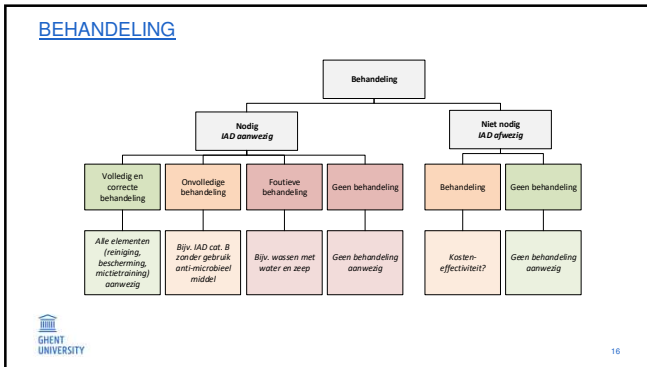 BEHANDELING
Behandeling
Nodig
IAD aanwezig
Niet nodig
IAD afwezig
Volledig en
correcte
behandeling
Onvolledige
behandeling
Foutieve
behandeling
Geen behandeling
Behandeling
Geen behandeling
Alle elementen
(reiniging,
bescherming,
mictietraining)
aanwezig
Bijv. IAD cat. B
zonder gebruik
anti-microbieel
middel
Bijv. wassen met
water en zeep
Geen behandeling
aanwezig
Kosten-
effectiviteit?
Geen behandeling
aanwezig
GHENT
UNIVERSITY
16